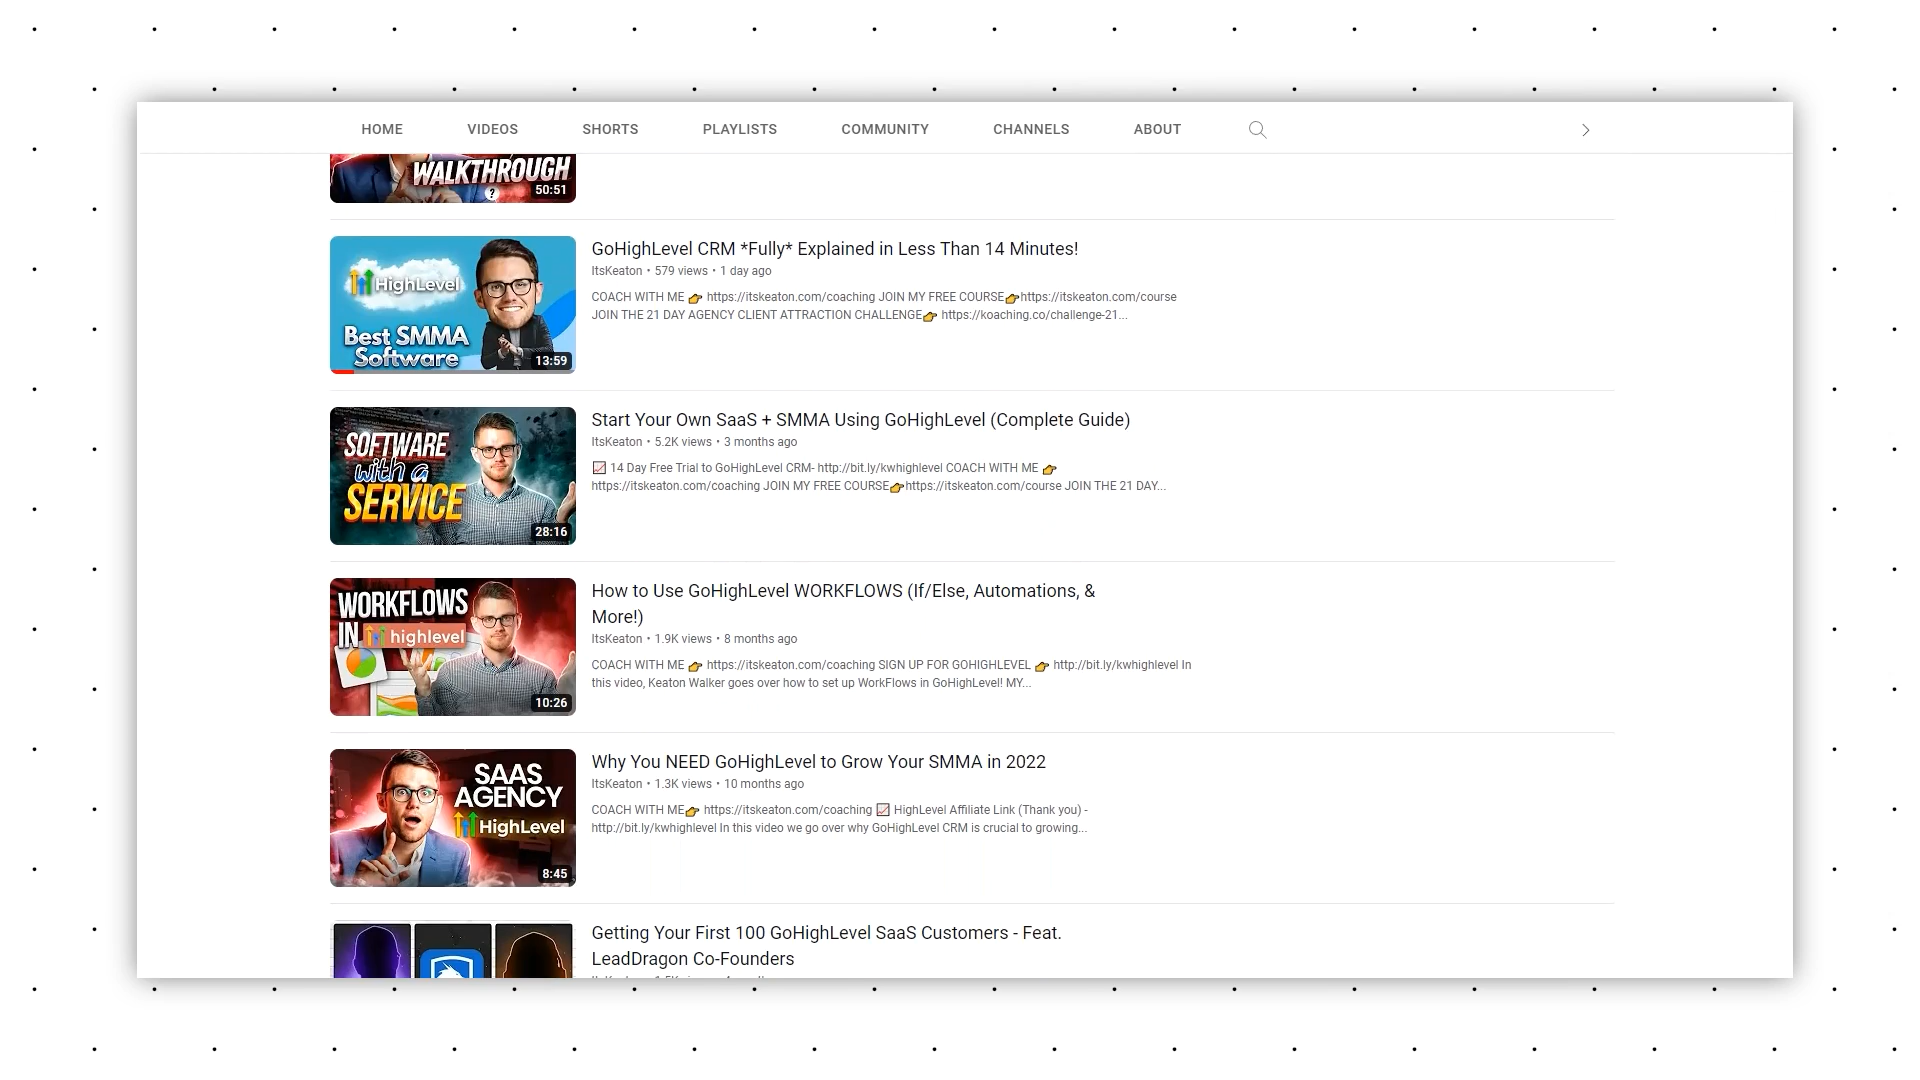 HOME VIDEOS SHORTS PLAYLISTS COMMUNITY CHANNELS ABOUT
WALKTHROUGH
?
50:51
HighLevel
Best SMMA
Software
13:59
GoHighLevel CRM *Fully* Explained in Less Than 14 Minutes!
ItsKeaton • 579 views • 1 day ago
COACH WITH ME 👉 https://itskeaton.com/coaching JOIN MY FREE COURSE👉https://itskeaton.com/course
JOIN THE 21 DAY AGENCY CLIENT ATTRACTION CHALLENGE👉 https://koaching.co/challenge-21...
SOFTWARE
with a
SERVICE
28:16
Start Your Own SaaS + SMMA Using GoHighLevel (Complete Guide)
ItsKeaton • 5.2K views • 3 months ago
📈 14 Day Free Trial to GoHighLevel CRM- http://bit.ly/kwhighlevel COACH WITH ME 👉
https://itskeaton.com/coaching JOIN MY FREE COURSE👉https://itskeaton.com/course JOIN THE 21 DAY...
WORKFLOWS
IN highlevel
10:26
How to Use GoHighLevel WORKFLOWS (If/Else, Automations, &
More!)
ItsKeaton • 1.9K views • 8 months ago
COACH WITH ME 👉 https://itskeaton.com/coaching SIGN UP FOR GOHIGHLEVEL 👉 http://bit.ly/kwhighlevel In
this video, Keaton Walker goes over how to set up WorkFlows in GoHighLevel! MY...
SAAS
AGENCY
HighLevel
8:45
Why You NEED GoHighLevel to Grow Your SMMA in 2022
ItsKeaton • 1.3K views • 10 months ago
COACH WITH ME👉 https://itskeaton.com/coaching 📈 HighLevel Affiliate Link (Thank you) -
http://bit.ly/kwhighlevel In this video we go over why GoHighLevel CRM is crucial to growing...
Getting Your First 100 GoHighLevel SaaS Customers - Feat.
LeadDragon Co-Founders